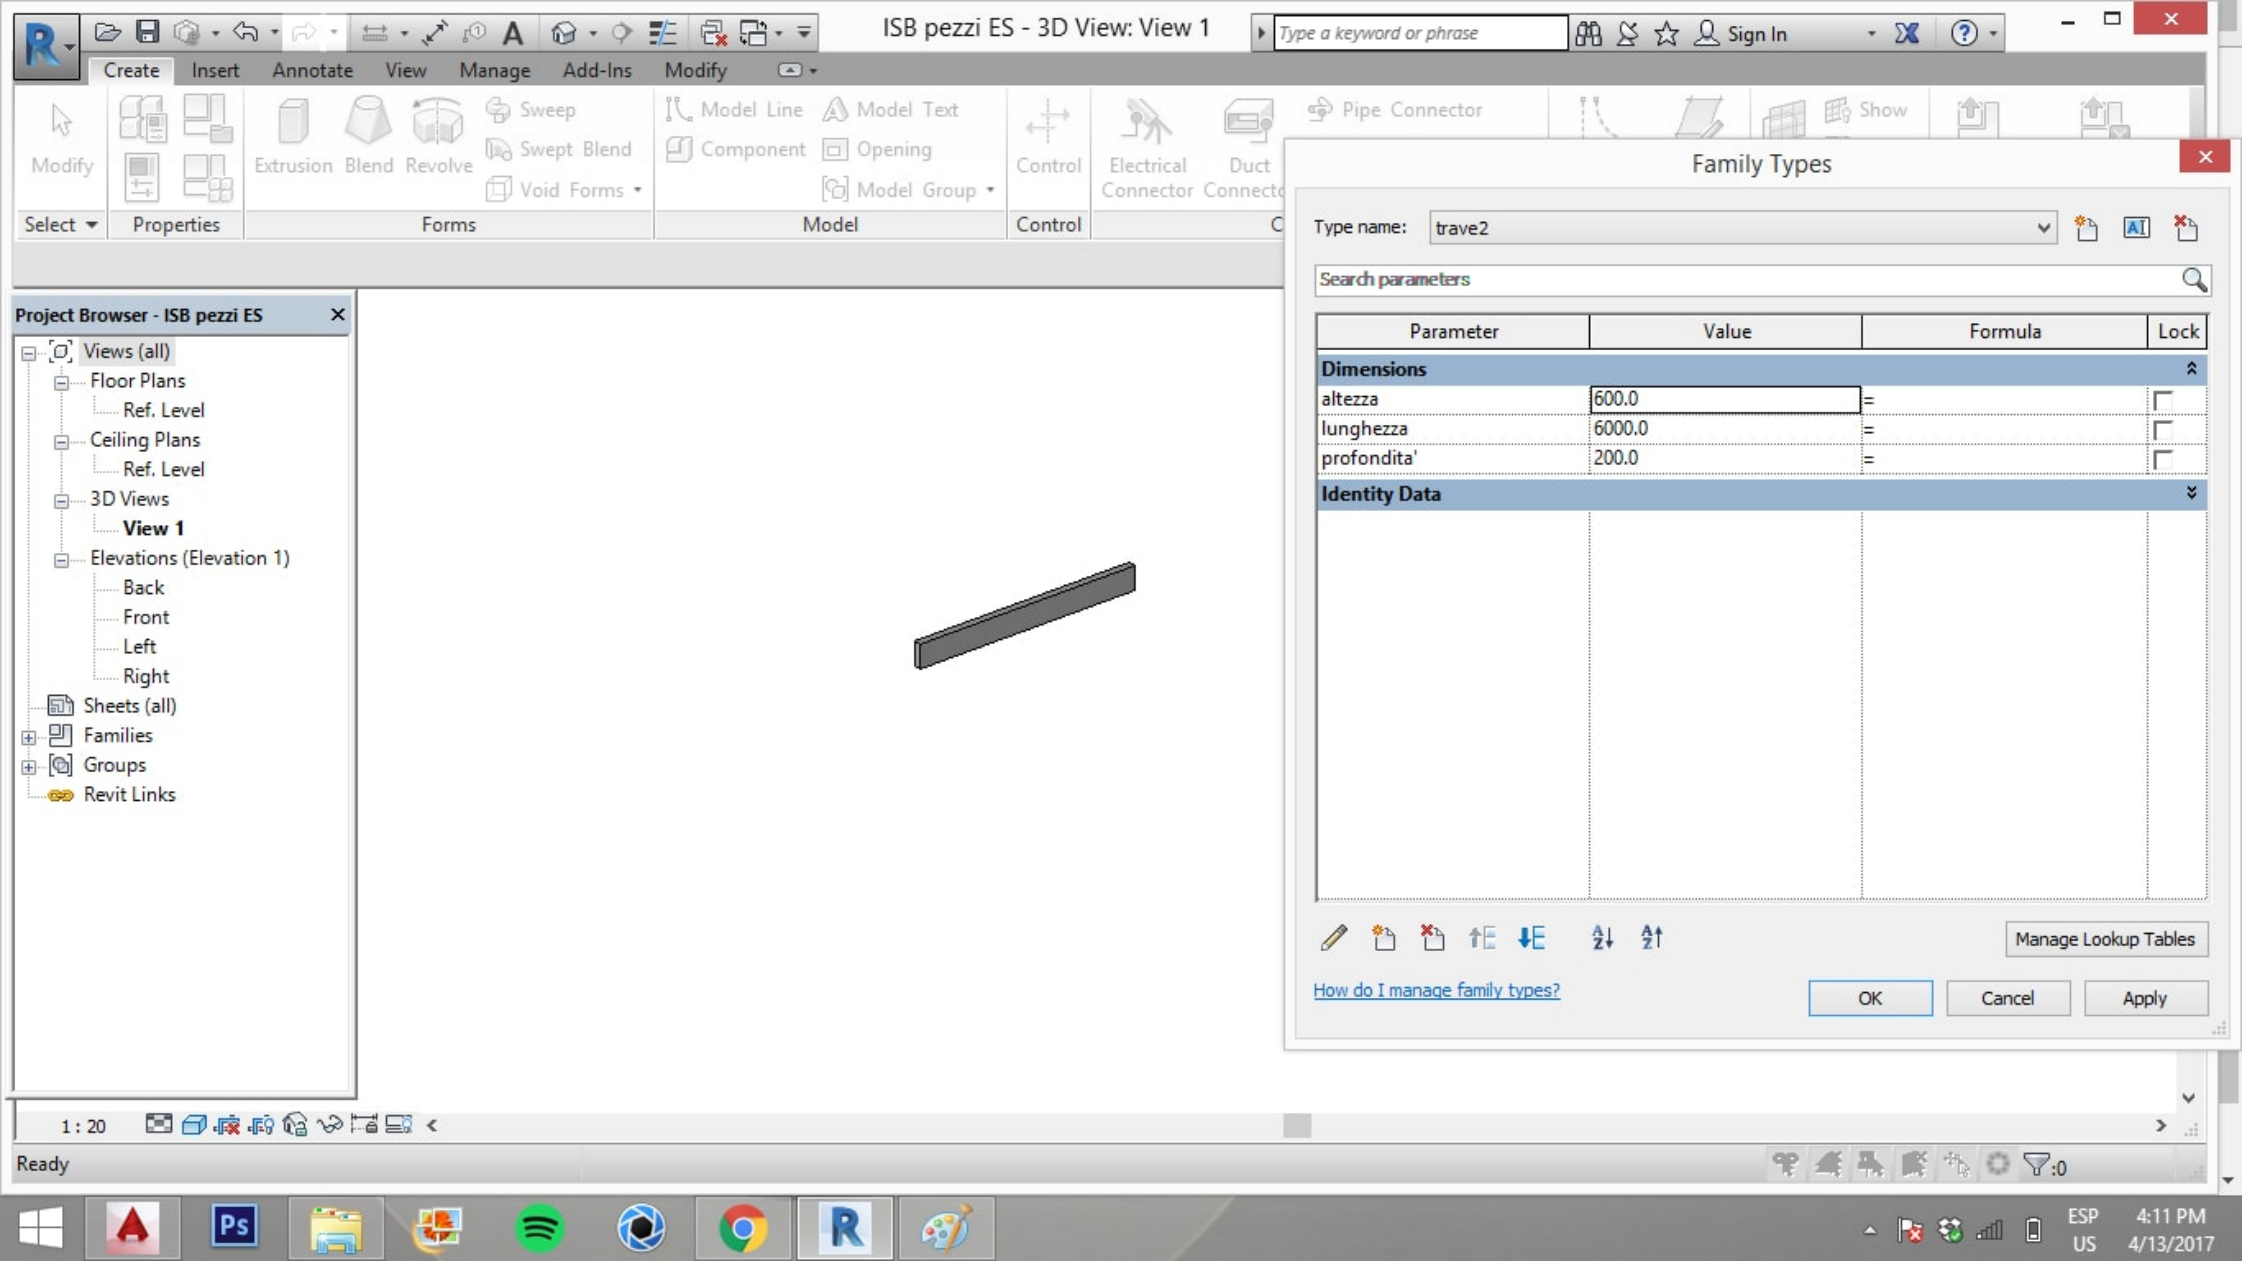 ISB pezzi ES - 3D View: View 1
Type a keyword or phrase
Sign In
Create Insert Annotate View Manage Add-Ins Modify
Modify
Extrusion Blend Revolve
Sweep
Swept Blend
Void Forms
Model Line
Component
Model Text
Opening
Model Group
Control
Electrical Connector
Duct
Pipe Connector
Show
Select Properties Forms Model Control
Project Browser - ISB pezzi ES
Views (all)
Floor Plans
Ref. Level
Ceiling Plans
Ref. Level
3D Views
View 1
Elevations (Elevation 1)
Back
Front
Left
Right
Sheets (all)
Families
Groups
Revit Links
Family Types
Type name: trave2
Search parameters
Parameter Value Formula Lock
Dimensions
altezza 600.0 =
lunghezza 6000.0 =
profondita' 200.0 =
Identity Data
Manage Lookup Tables
How do I manage family types?
OK Cancel Apply
1 : 20
Ready
:0
Ps
ESP
US
4:11 PM
4/13/2017